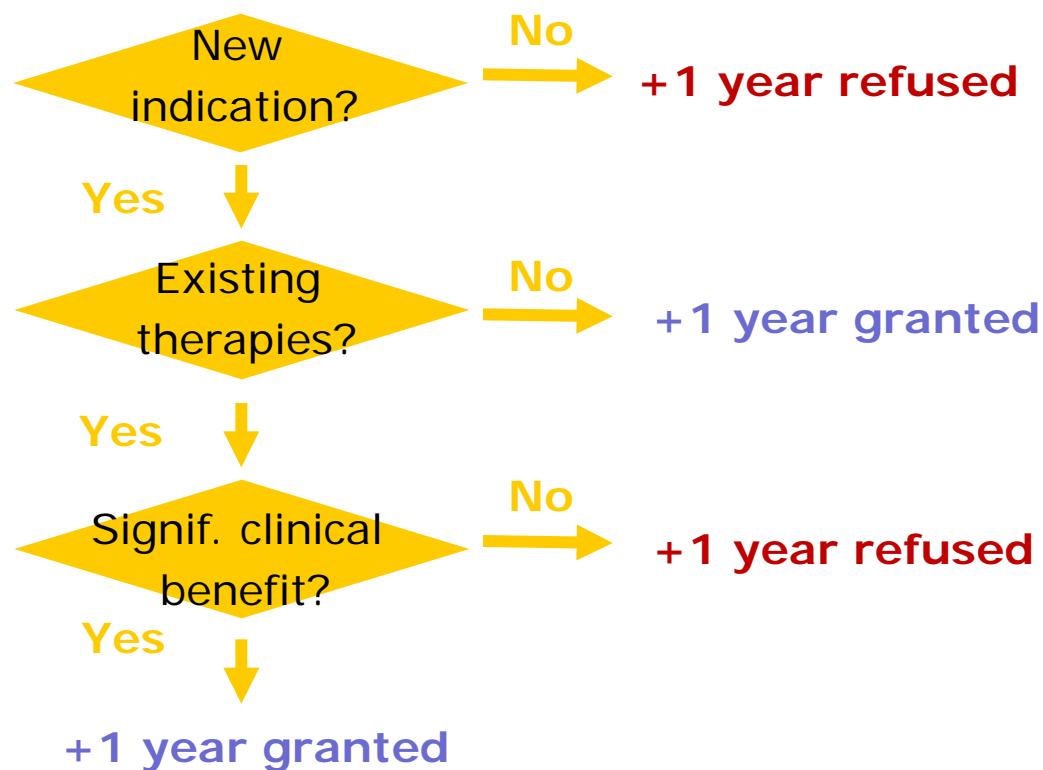 New
indication?
No
+1 year refused
Yes
Existing
therapies?
No
+1 year granted
Yes
Signif. clinical
benefit?
No
+1 year refused
Yes
+1 year granted